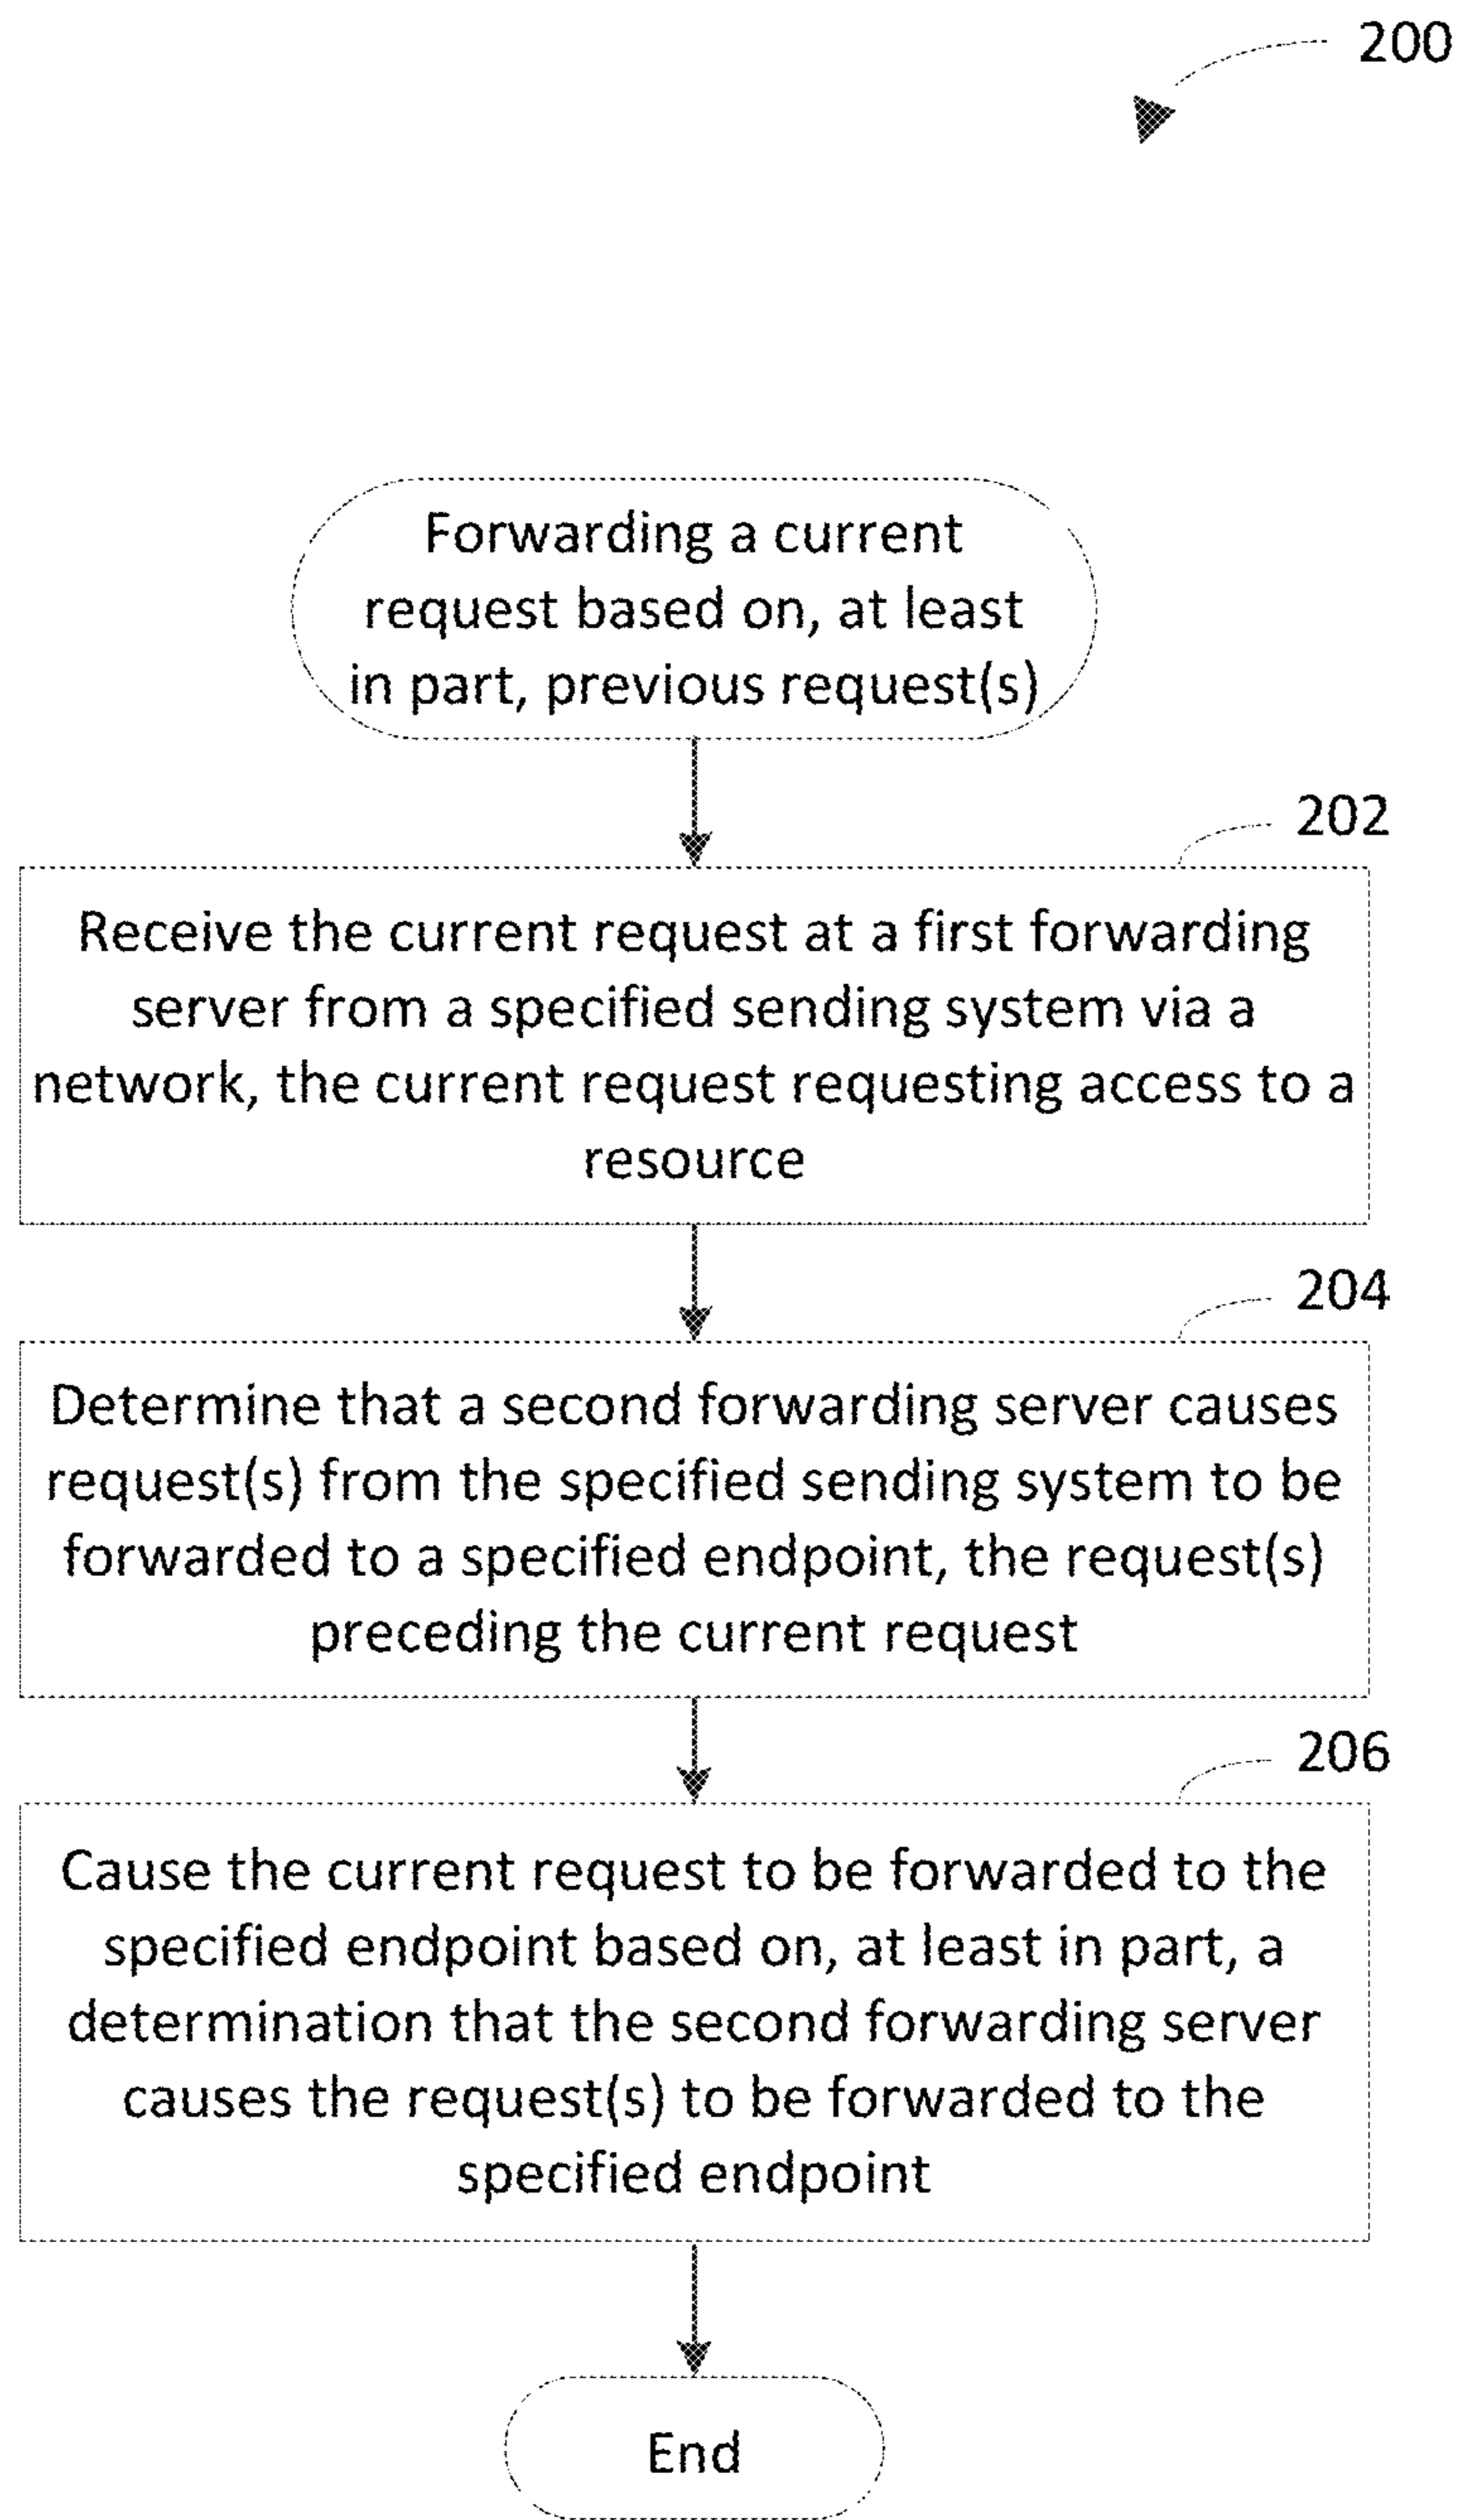 200
Forwarding a current
request based on, at least
in part, previous request(s)
202
Receive the current request at a first forwarding
server from a specified sending system via a
network, the current request requesting access to a
resource
204
Determine that a second forwarding server causes
request(s) from the specified sending system to be
forwarded to a specified endpoint, the request(s)
preceding the current request
206
Cause the current request to be forwarded to the
specified endpoint based on, at least in part, a
determination that the second forwarding server
causes the request(s) to be forwarded to the
specified endpoint
End